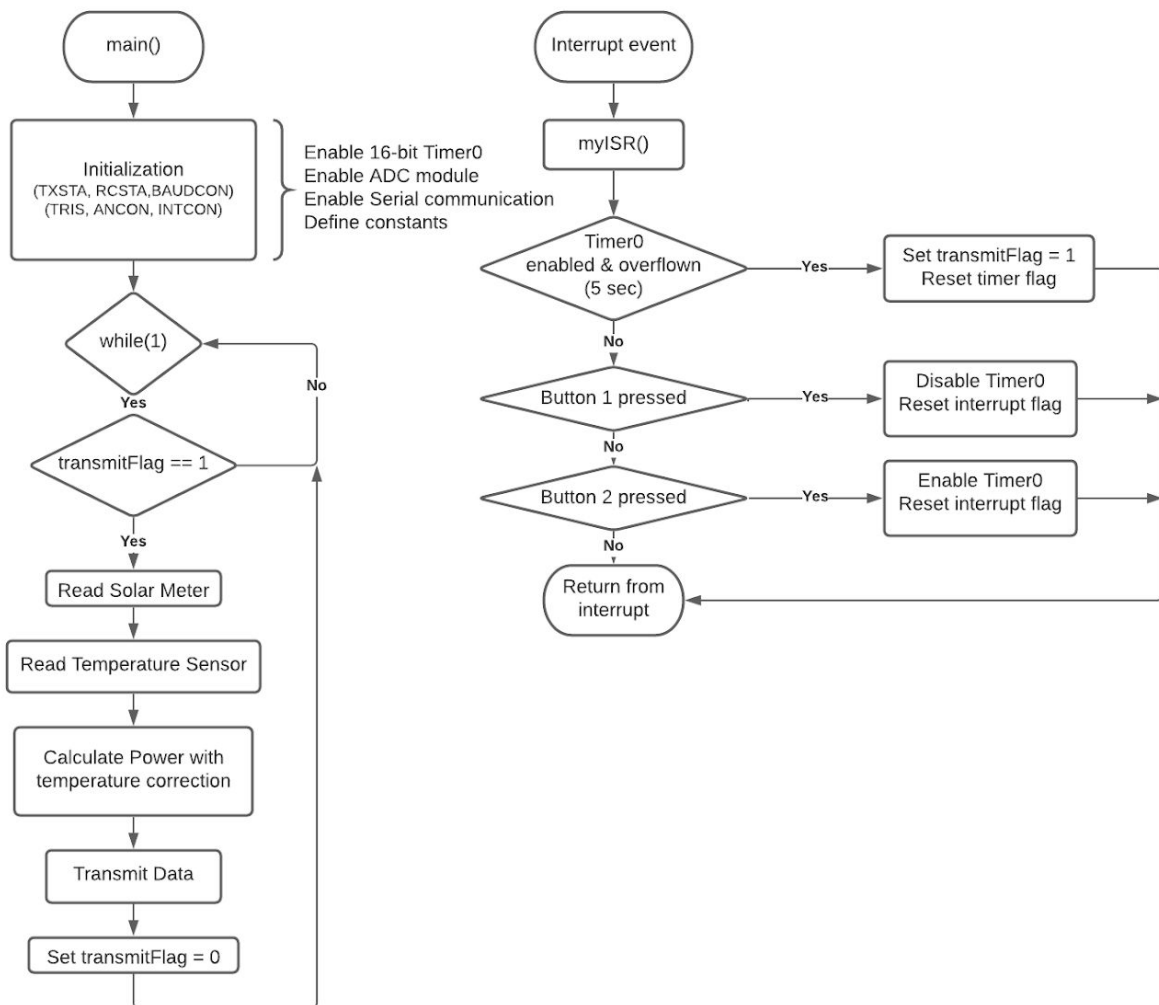 main()
Initialization
(TXSTA, RCSTA,BAUDCON)
(TRIS, ANCON, INTCON)
Enable 16-bit Timer0
Enable ADC module
Enable Serial communication
Define constants
while(1)
No
Yes
transmitFlag == 1
Yes
Read Solar Meter
Read Temperature Sensor
Calculate Power with
temperature correction
Transmit Data
Set transmitFlag = 0
Interrupt event
myISR()
Timer0
enabled & overflown
(5 sec)
Yes
Set transmitFlag = 1
Reset timer flag
No
Button 1 pressed
Yes
Disable Timer0
Reset interrupt flag
No
Button 2 pressed
Yes
Enable Timer0
Reset interrupt flag
No
Return from
interrupt